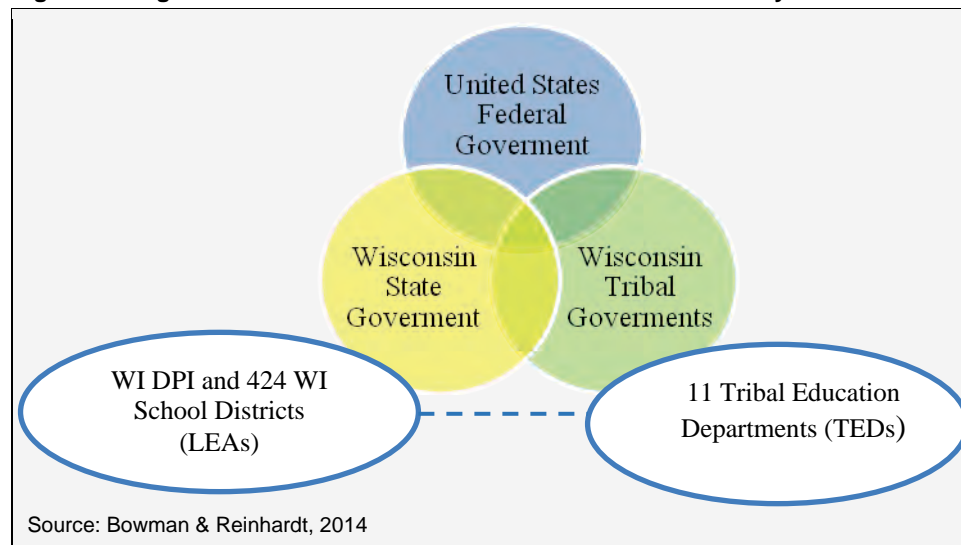 United States
Federal
Goverment
Wisconsin
State
Goverment
Wisconsin
Tribal
Goverments
WI DPI and 424 WI
School Districts
(LEAs)
11 Tribal Education
Departments (TEDs)
Source: Bowman & Reinhardt, 2014